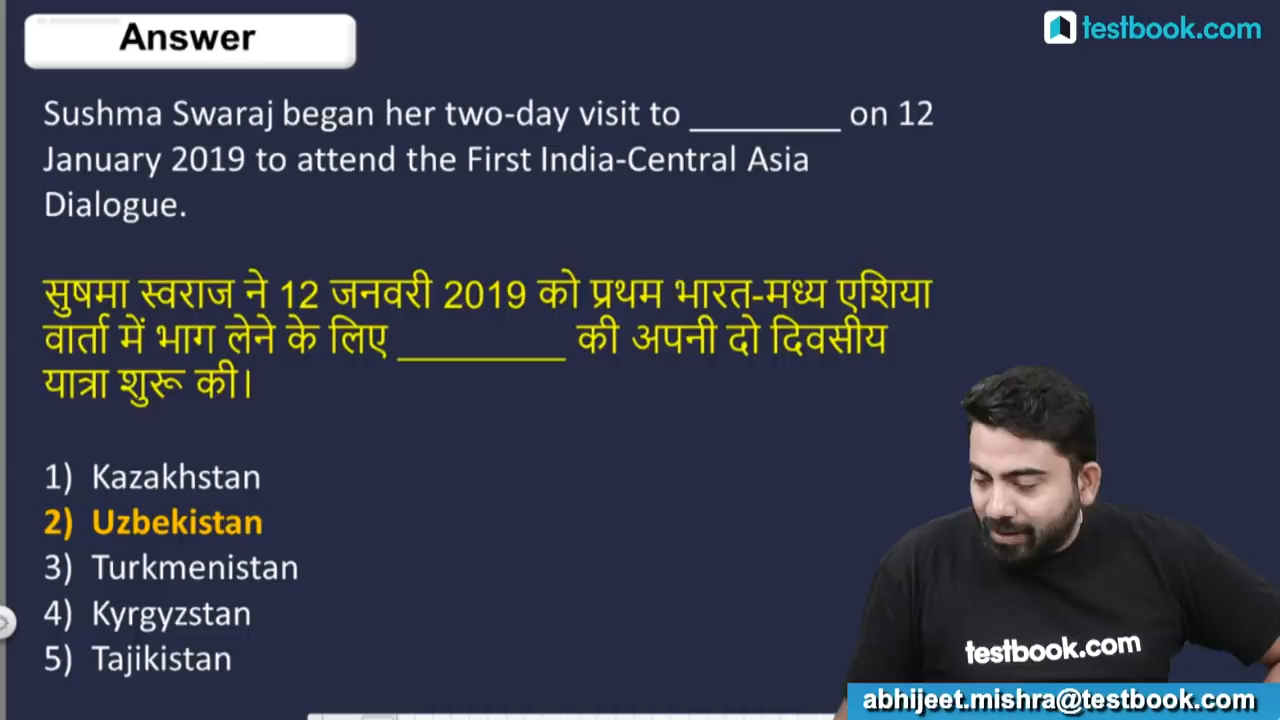 Answer
testbook.com
Sushma Swaraj began her two-day visit to ________ on 12
January 2019 to attend the First India-Central Asia
Dialogue.
सुषमा स्वराज ने 12 जनवरी 2019 को प्रथम भारत-मध्य एशिया
वार्ता में भाग लेने के लिए ________ की अपनी दो दिवसीय
यात्रा शुरू की।
1) Kazakhstan
2) Uzbekistan
3) Turkmenistan
4) Kyrgyzstan
5) Tajikistan
testbook.com
abhijeet.mishra@testbook.com